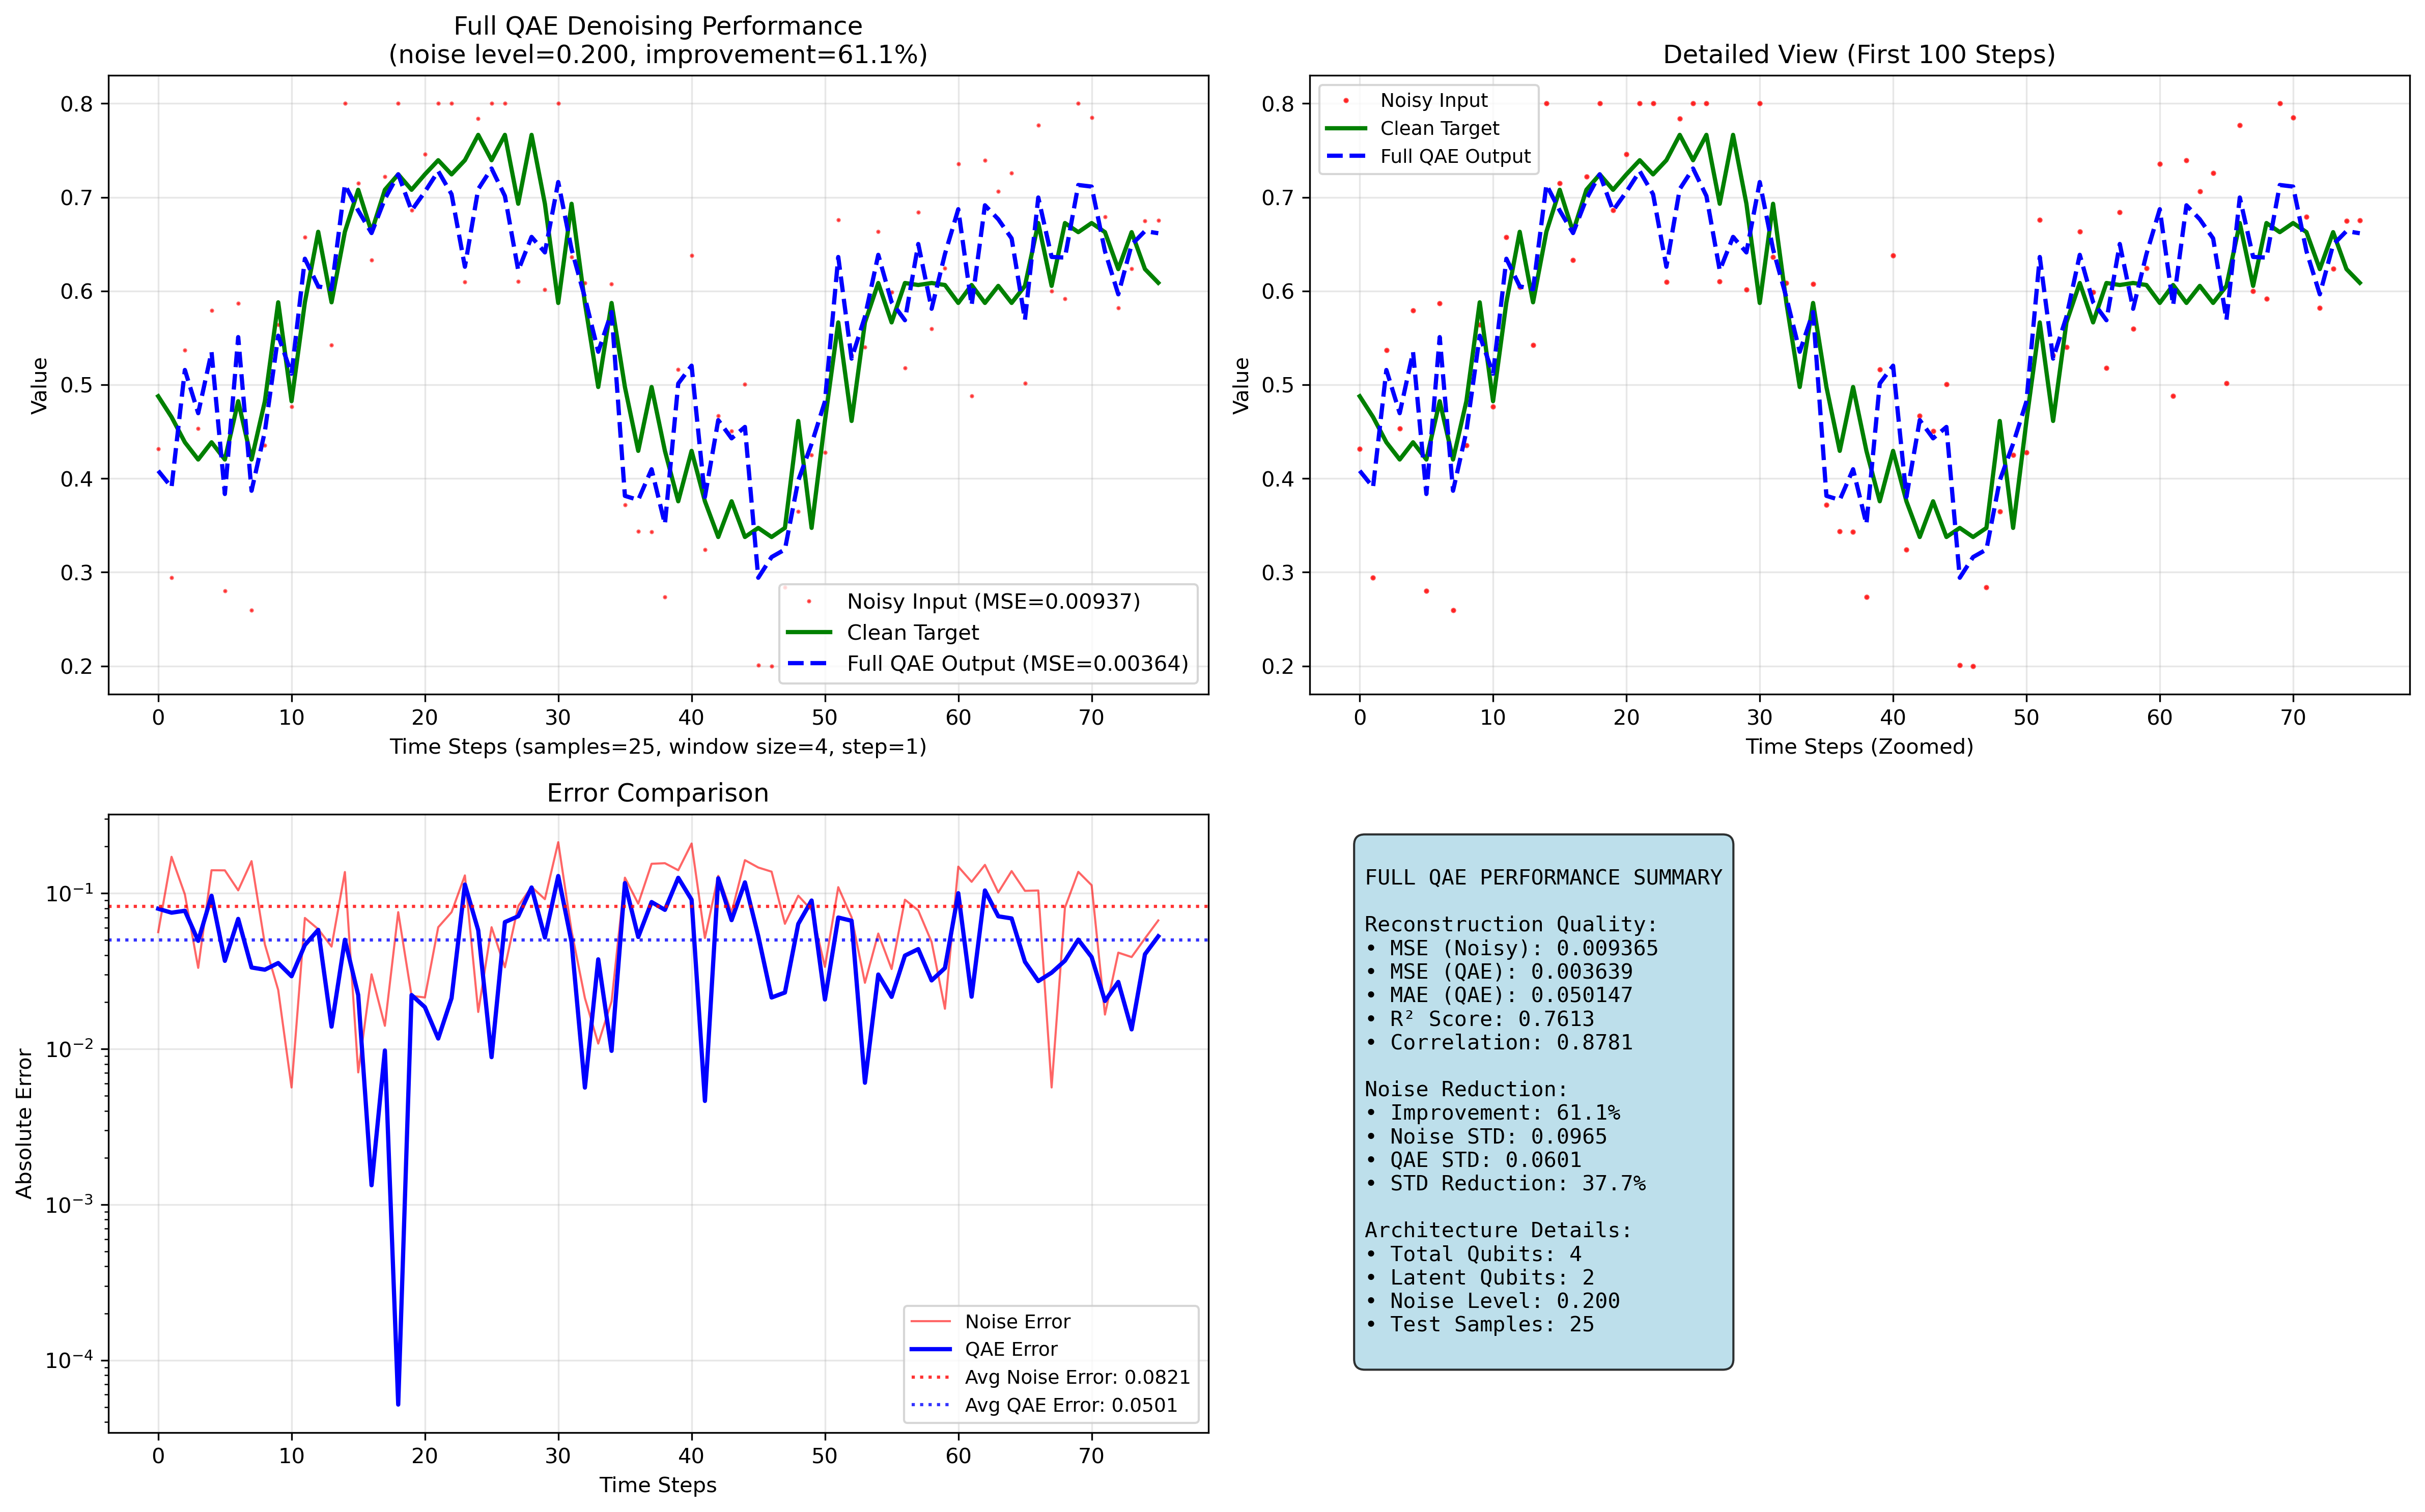 Full QAE Denoising Performance
(noise level=0.200, improvement=61.1%)
Value
0.8
0.7
0.6
0.5
0.4
0.3
0.2
Noisy Input (MSE=0.00937)
Clean Target
Full QAE Output (MSE=0.00364)
0 10 20 30 40 50 60 70
Time Steps (samples=25, window size=4, step=1)
Detailed View (First 100 Steps)
Value
0.8
0.7
0.6
0.5
0.4
0.3
0.2
Noisy Input
Clean Target
Full QAE Output
0 10 20 30 40 50 60 70
Time Steps (Zoomed)
Error Comparison
Absolute Error
10⁻¹
10⁻²
10⁻³
10⁻⁴
Noise Error
QAE Error
Avg Noise Error: 0.0821
Avg QAE Error: 0.0501
0 10 20 30 40 50 60 70
Time Steps
FULL QAE PERFORMANCE SUMMARY
Reconstruction Quality:
• MSE (Noisy): 0.009365
• MSE (QAE): 0.003639
• MAE (QAE): 0.050147
• R² Score: 0.7613
• Correlation: 0.8781
Noise Reduction:
• Improvement: 61.1%
• Noise STD: 0.0965
• QAE STD: 0.0601
• STD Reduction: 37.7%
Architecture Details:
• Total Qubits: 4
• Latent Qubits: 2
• Noise Level: 0.200
• Test Samples: 25